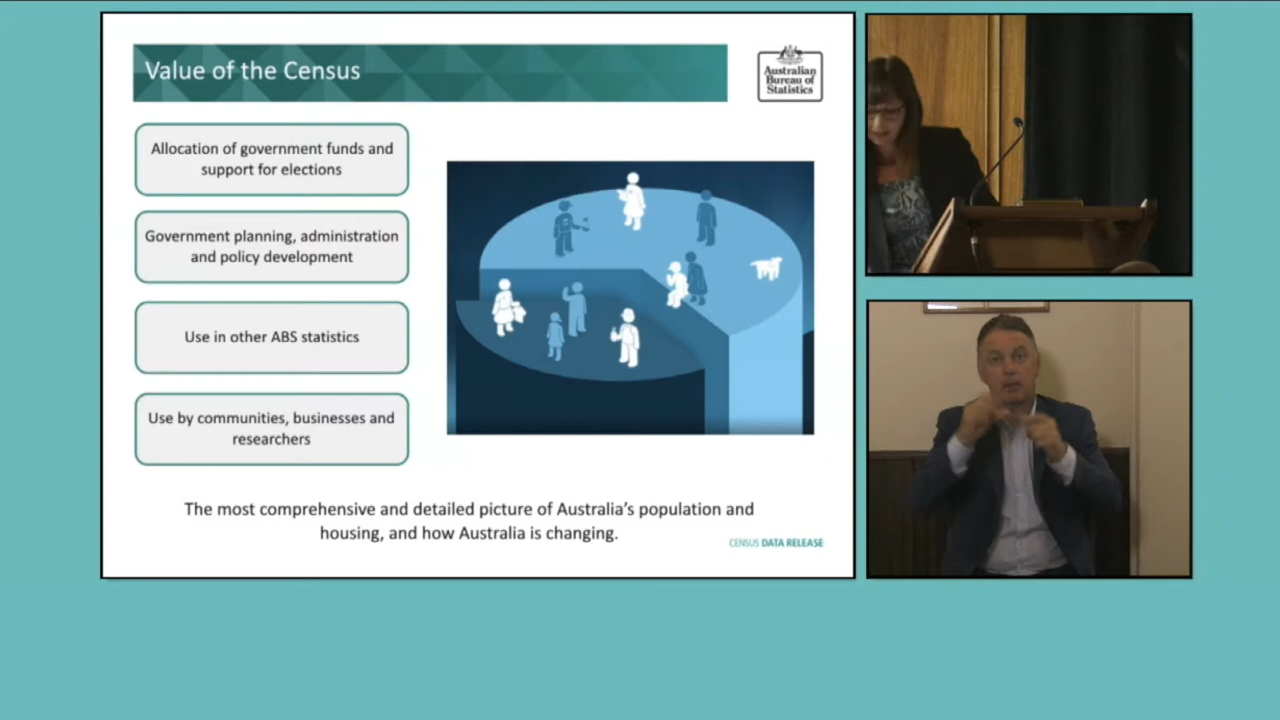 Value of the Census
Australian
Bureau of
Statistics
Allocation of government funds and
support for elections
Government planning, administration
and policy development
Use in other ABS statistics
Use by communities, businesses and
researchers
The most comprehensive and detailed picture of Australia's population and
housing, and how Australia is changing.
CENSUS DATA RELEASE